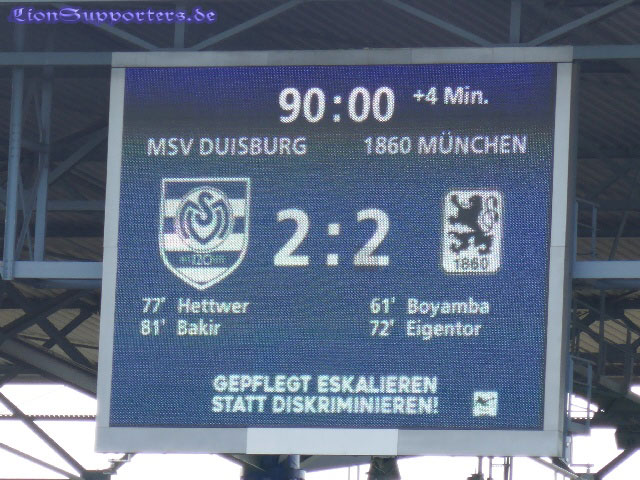 LionSupporters.de
90:00 +4 Min.
MSV DUISBURG 1860 MÜNCHEN
MSV
2:2
1860
77' Hettwer 61' Boyamba
81' Bakir 72' Eigentor
GEPFLEGT ESKALIEREN
STATT DISKRIMINIEREN!